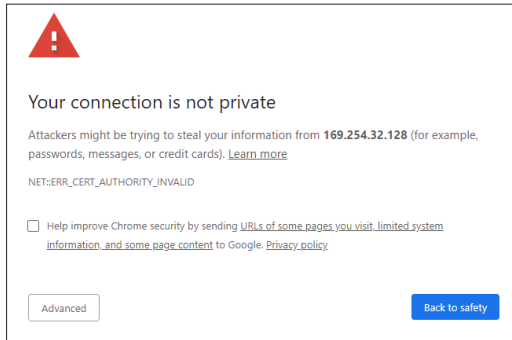 Your connection is not private
Attackers might be trying to steal your information from 169.254.32.128 (for example,
passwords, messages, or credit cards). Learn more
NET::ERR_CERT_AUTHORITY_INVALID
Help improve Chrome security by sending URLs of some pages you visit, limited system
information, and some page content to Google. Privacy policy
Advanced
Back to safety